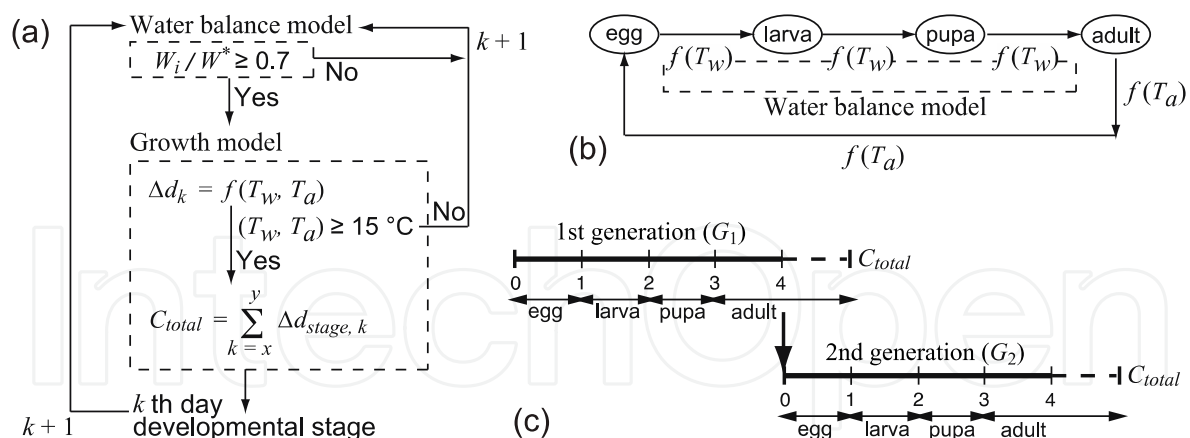 (a)
Water balance model
W_i / W^* ≥ 0.7
No
k + 1
Yes
Growth model
Δd_k = f(T_w, T_a)
(T_w, T_a) ≥ 15 °C
No
Yes
C_total = ∑_{k = x}^{y} Δd_{stage, k}
k th day
k + 1
developmental stage
egg
larva
pupa
adult
f(T_w)
f(T_w)
f(T_w)
f(T_a)
Water balance model
(b)
f(T_a)
1st generation (G_1)
C_total
0 1 2 3 4
egg larva pupa adult
2nd generation (G_2)
C_total
0 1 2 3 4
(c)
egg larva pupa adult
IntechOpen